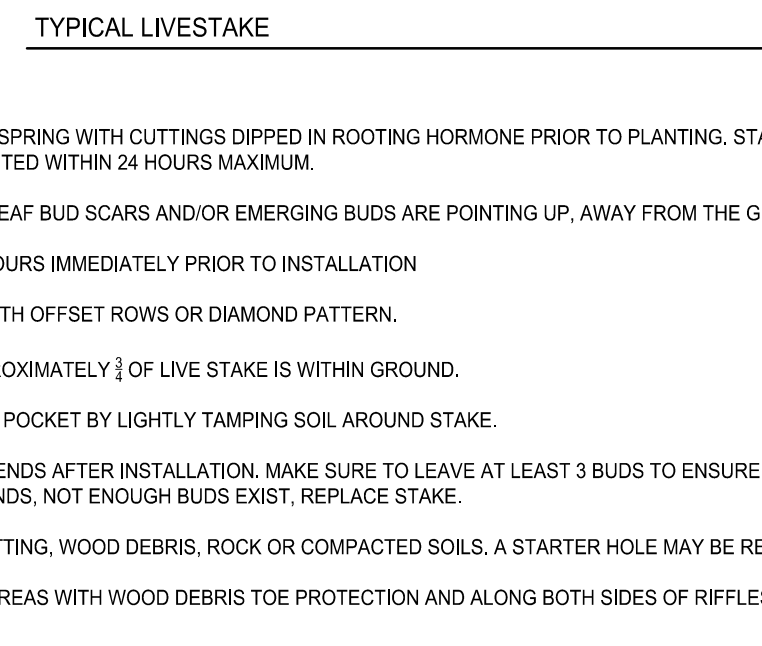 TYPICAL LIVESTAKE
SPRING WITH CUTTINGS DIPPED IN ROOTING HORMONE PRIOR TO PLANTING. STA
TED WITHIN 24 HOURS MAXIMUM.
EAF BUD SCARS AND/OR EMERGING BUDS ARE POINTING UP, AWAY FROM THE G
OURS IMMEDIATELY PRIOR TO INSTALLATION
TH OFFSET ROWS OR DIAMOND PATTERN.
ROXIMATELY 3/4 OF LIVE STAKE IS WITHIN GROUND.
POCKET BY LIGHTLY TAMPING SOIL AROUND STAKE.
ENDS AFTER INSTALLATION. MAKE SURE TO LEAVE AT LEAST 3 BUDS TO ENSURE
NDS, NOT ENOUGH BUDS EXIST, REPLACE STAKE.
TTING, WOOD DEBRIS, ROCK OR COMPACTED SOILS. A STARTER HOLE MAY BE RE
REAS WITH WOOD DEBRIS TOE PROTECTION AND ALONG BOTH SIDES OF RIFFLES